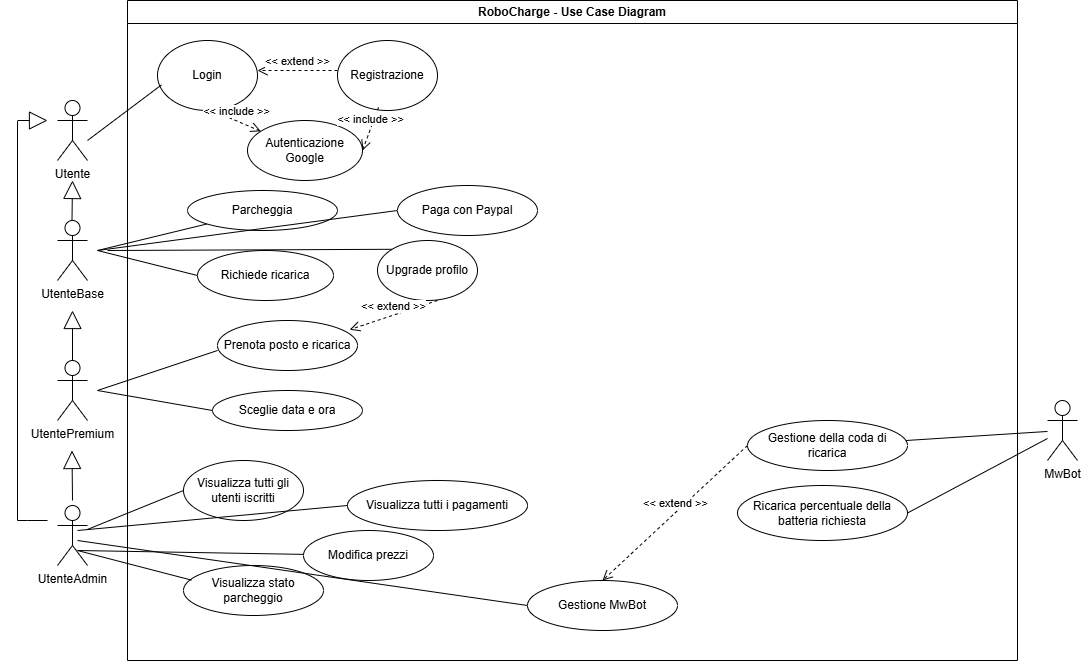 RoboCharge - Use Case Diagram
Login
<< extend >>
Registrazione
<< include >>
<< include >>
Autenticazione
Google
Utente
Parcheggia
Paga con Paypal
UtenteBase
Richiede ricarica
Upgrade profilo
<< extend >>
Prenota posto e ricarica
Sceglie data e ora
UtentePremium
Gestione della coda di
ricarica
MwBot
Visualizza tutti gli
utenti iscritti
Visualizza tutti i pagamenti
<< extend >>
Ricarica percentuale della
batteria richiesta
Modifica prezzi
UtenteAdmin
Visualizza stato
parcheggio
Gestione MwBot